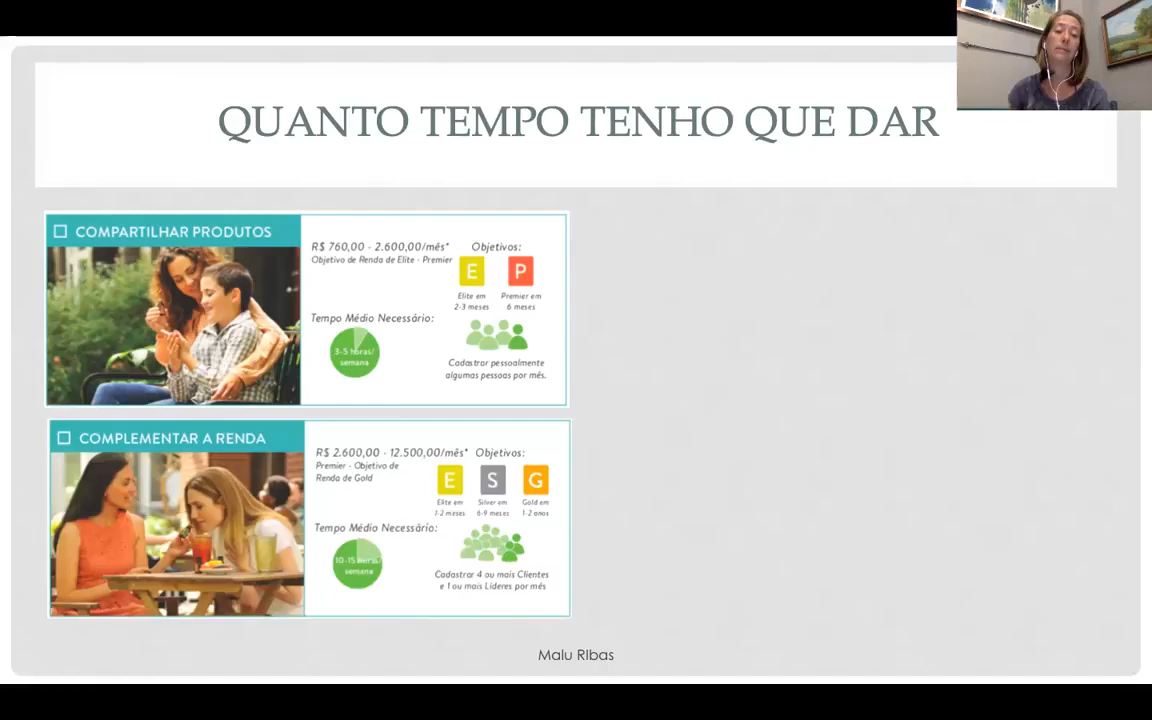 QUANTO TEMPO TENHO QUE DAR
COMPARTILHAR PRODUTOS
R$ 760,00 - 2.600,00/mês*
Objetivo de Renda de Elite - Premier
Objetivos:
E
P
Elite em
2-3 meses
Premier em
6 meses
Tempo Médio Necessário:
3-5 horas/
semana
Cadastrar pessoalmente
algumas pessoas por mês.
COMPLEMENTAR A RENDA
R$ 2.600,00 - 12.500,00/mês*
Premier - Objetivo de
Renda de Gold
Objetivos:
E
S
G
Elite em
1-2 meses
Silver em
6-9 meses
Gold em
1-2 anos
Tempo Médio Necessário:
10-15 horas/
semana
Cadastrar 4 ou mais Clientes
e 1 ou mais Líderes por mês
Malu RIbas